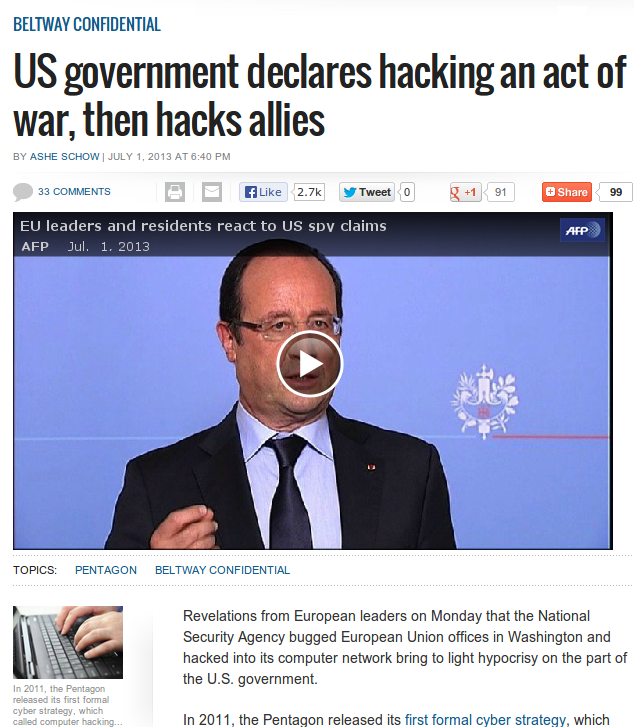 BELTWAY CONFIDENTIAL
US government declares hacking an act of
war, then hacks allies
BY ASHE SCHOW | JULY 1, 2013 AT 6:40 PM
33 COMMENTS
Like 2.7k
Tweet 0
g +1 91
Share 99
EU leaders and residents react to US spy claims
AFP Jul. 1. 2013
AFP
TOPICS: PENTAGON BELTWAY CONFIDENTIAL
In 2011, the Pentagon
released its first formal
cyber strategy, which
called computer hacking...
Revelations from European leaders on Monday that the National
Security Agency bugged European Union offices in Washington and
hacked into its computer network bring to light hypocrisy on the part of
the U.S. government.
In 2011, the Pentagon released its first formal cyber strategy, which